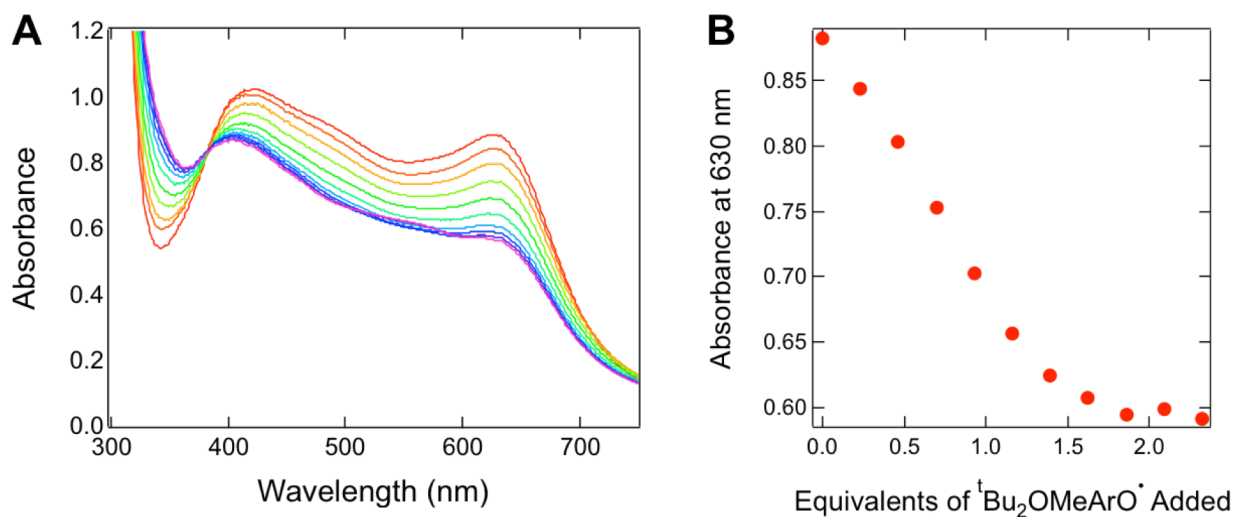 A
Absorbance
1.2
1.0
0.8
0.6
0.4
0.2
0.0
300 400 500 600 700
Wavelength (nm)
B
Absorbance at 630 nm
0.85
0.80
0.75
0.70
0.65
0.60
0.0 0.5 1.0 1.5 2.0
Equivalents of ᵗBu₂OMeArO• Added